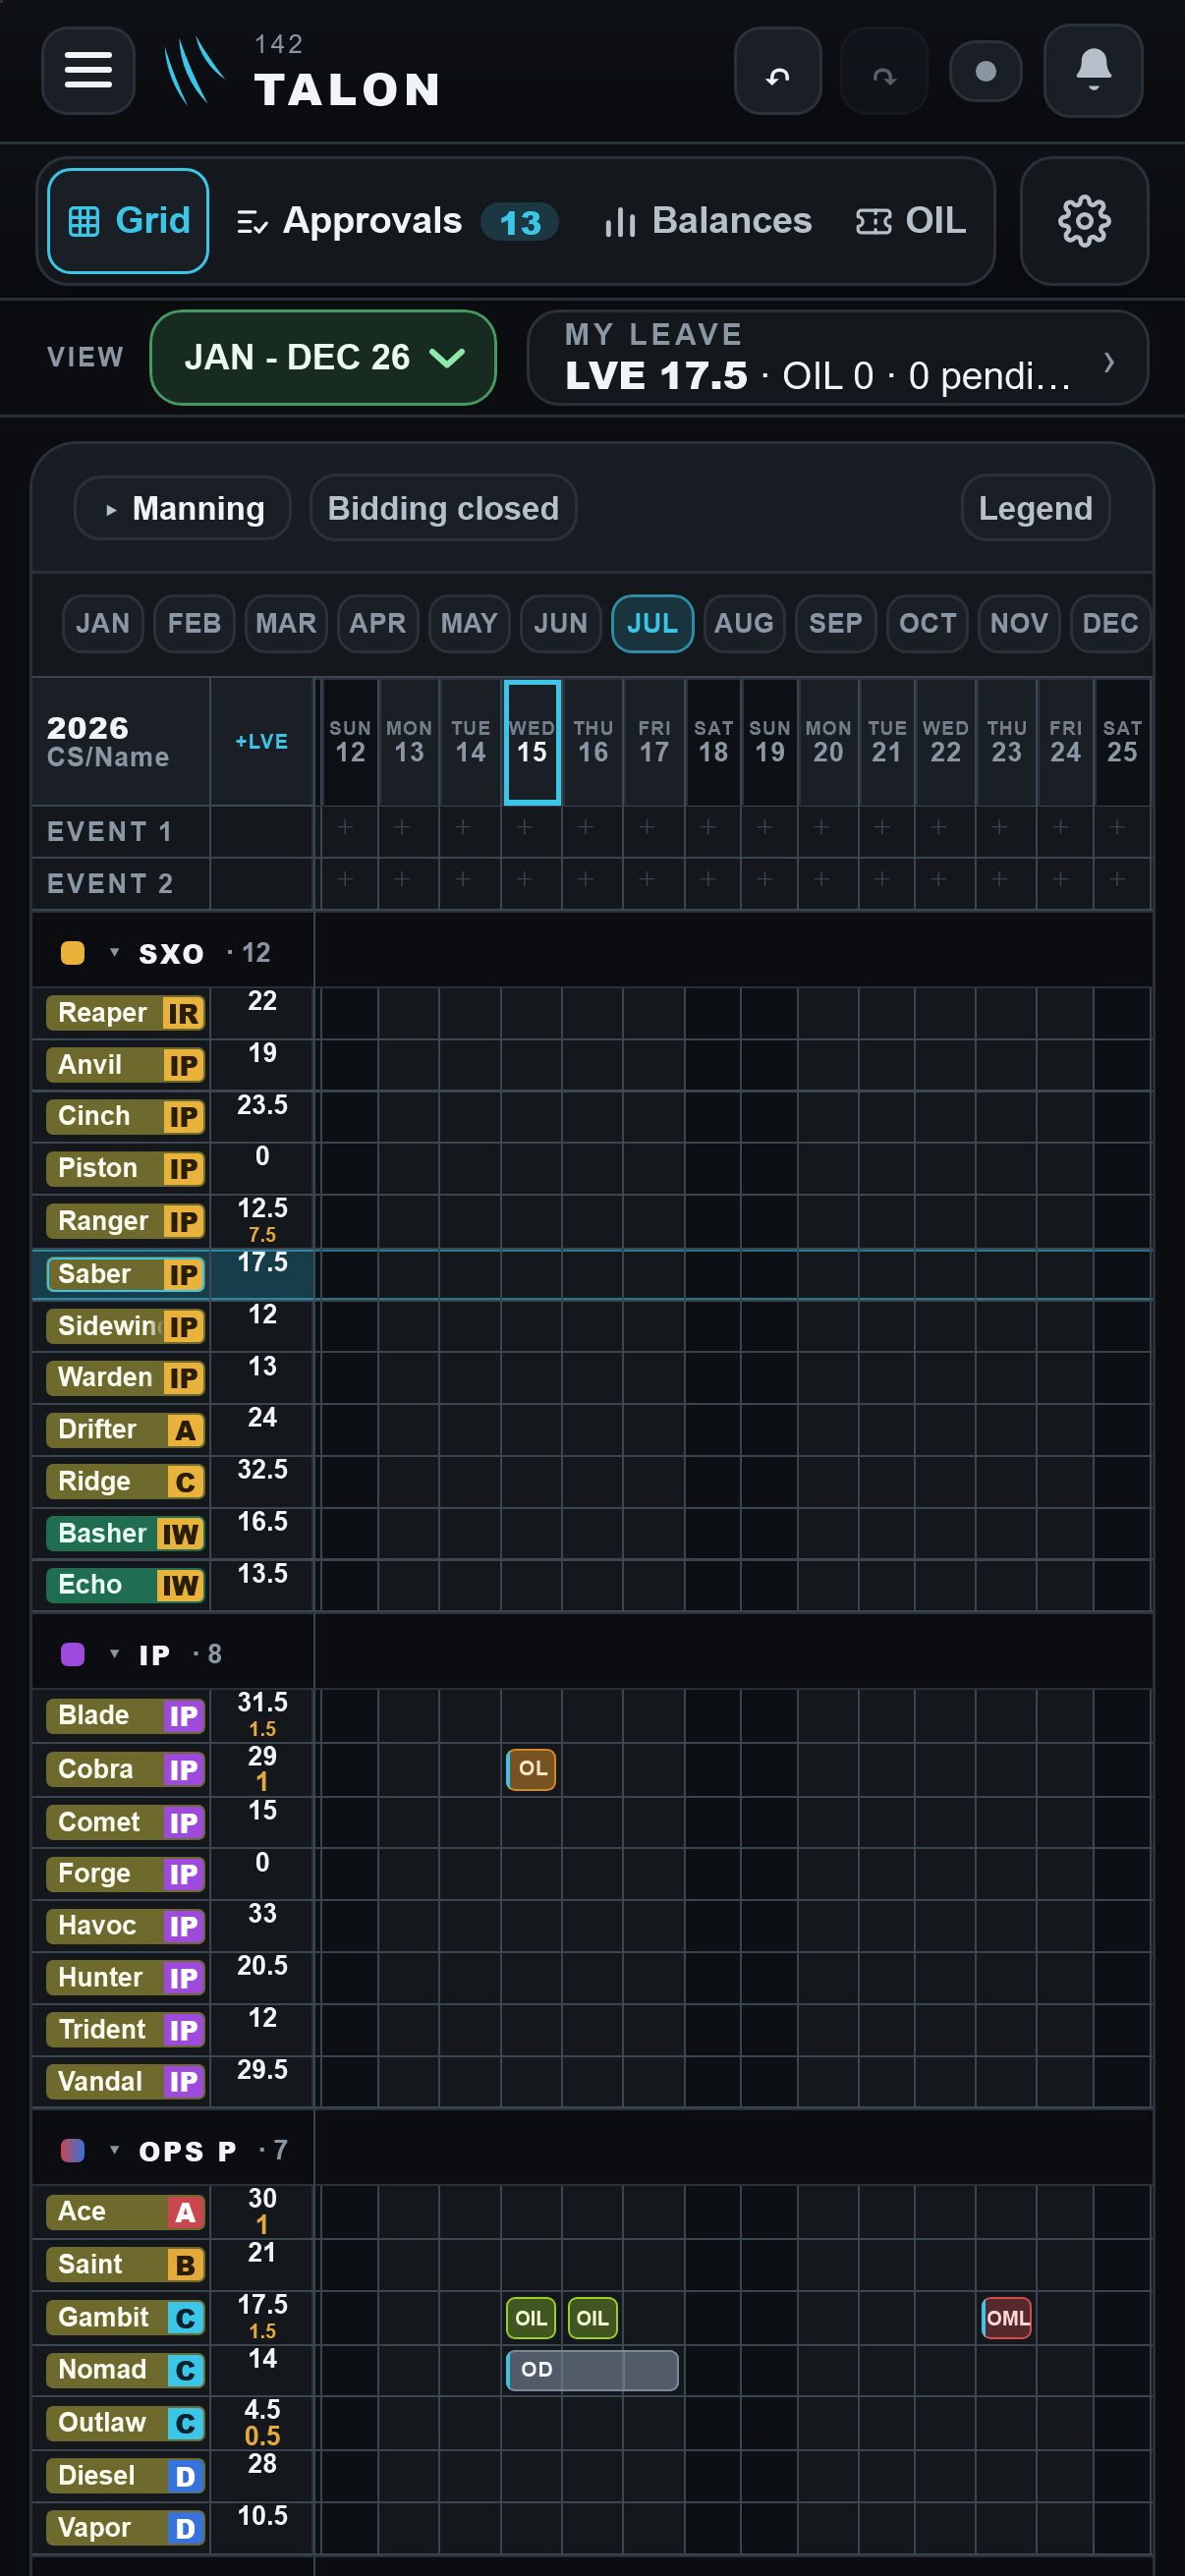 142
TALON
Grid
Approvals 13
Balances
OIL
VIEW
JAN - DEC 26
MY LEAVE
LVE 17.5 · OIL 0 · 0 pendi…
Manning
Bidding closed
Legend
JAN FEB MAR APR MAY JUN JUL AUG SEP OCT NOV DEC
2026
CS/Name
+LVE
SUN 12
MON 13
TUE 14
WED 15
THU 16
FRI 17
SAT 18
SUN 19
MON 20
TUE 21
WED 22
THU 23
FRI 24
SAT 25
EVENT 1 + + + + + + + + + + + + + +
EVENT 2 + + + + + + + + + + + + + +
SXO · 12
Reaper IR 22
Anvil IP 19
Cinch IP 23.5
Piston IP 0
Ranger IP 12.5
7.5
Saber IP 17.5
Sidewin IP 12
Warden IP 13
Drifter A 24
Ridge C 32.5
Basher IW 16.5
Echo IW 13.5
IP · 8
Blade IP 31.5
1.5
Cobra IP 29 OL
1
Comet IP 15
Forge IP 0
Havoc IP 33
Hunter IP 20.5
Trident IP 12
Vandal IP 29.5
OPS P · 7
Ace A 30
1
Saint B 21
Gambit C 17.5 OIL OIL OML
1.5
Nomad C 14 OD
Outlaw C 4.5
0.5
Diesel D 28
Vapor D 10.5